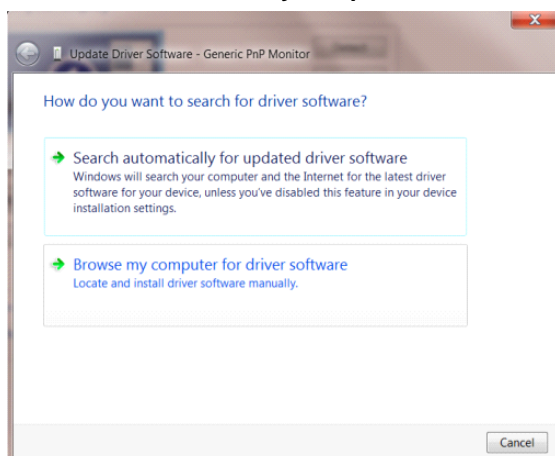 X
Update Driver Software - Generic PnP Monitor
How do you want to search for driver software?
Search automatically for updated driver software
Windows will search your computer and the Internet for the latest driver
software for your device, unless you've disabled this feature in your device
installation settings.
Browse my computer for driver software
Locate and install driver software manually.
Cancel